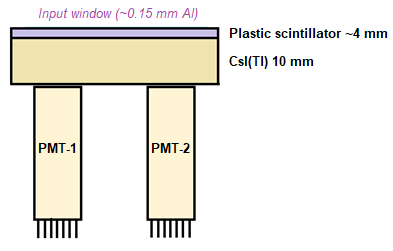 Input window (~0.15 mm Al)
Plastic scintillator ~4 mm
CsI(Tl) 10 mm
PMT-1
PMT-2